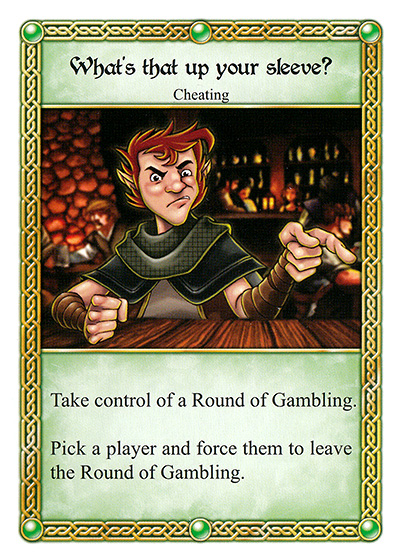 What's that up your sleeve?
Cheating
Take control of a Round of Gambling.
Pick a player and force them to leave
the Round of Gambling.